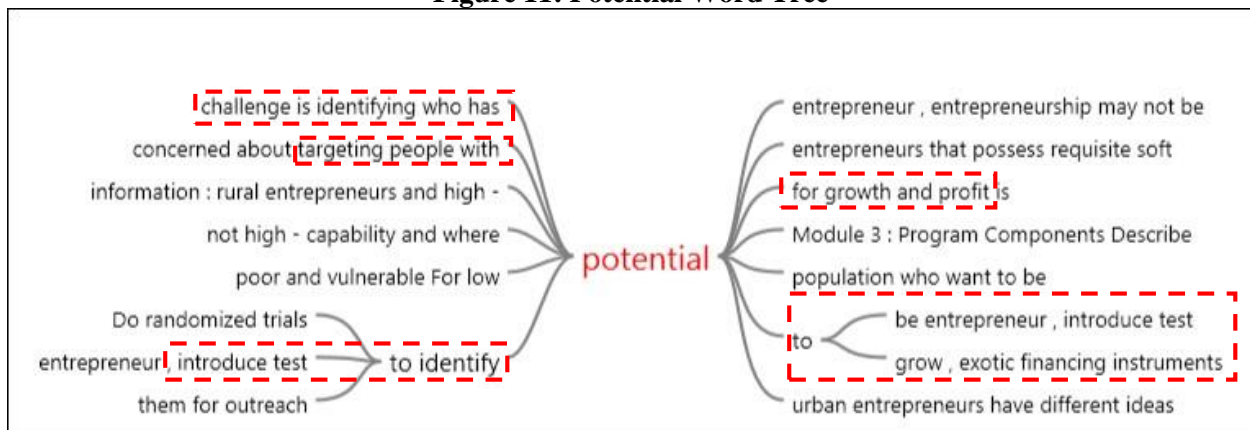 Figure 11: Potential Word Tree
challenge is identifying who has
concerned about targeting people with
information : rural entrepreneurs and high -
not high - capability and where
poor and vulnerable For low
Do randomized trials
entrepreneur , introduce test
them for outreach
to identify
potential
entrepreneur , entrepreneurship may not be
entrepreneurs that possess requisite soft
for growth and profit is
Module 3 : Program Components Describe
population who want to be
to
be entrepreneur , introduce test
grow , exotic financing instruments
urban entrepreneurs have different ideas